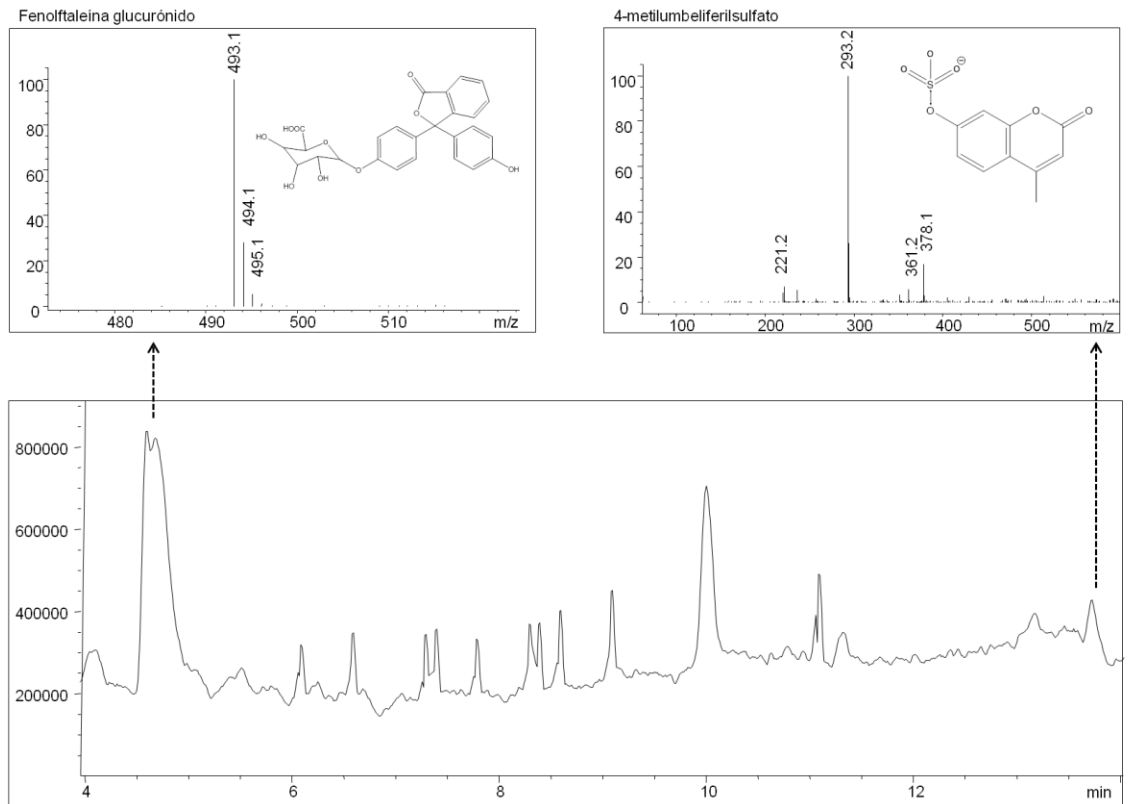 Fenolftaleina glucurónido
100
80
60
40
20
0
493.1
494.1
495.1
O
O
HOOC
O
HO
HO
OH
O
OH
480
490
500
510
m/z
4-metilumbeliferilsulfato
100
80
60
40
20
0
221.2
293.2
361.2
378.1
O
O
S
O
⊖
O
O
O
100
200
300
400
500
m/z
800000
600000
400000
200000
4
6
8
10
12
min